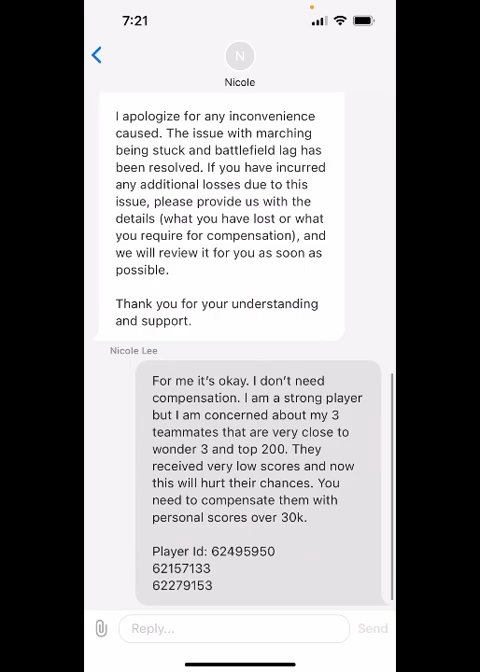 7:21
N
Nicole
I apologize for any inconvenience
caused. The issue with marching
being stuck and battlefield lag has
been resolved. If you have incurred
any additional losses due to this
issue, please provide us with the
details (what you have lost or what
you require for compensation), and
we will review it for you as soon as
possible.
Thank you for your understanding
and support.
Nicole Lee
For me it's okay. I don't need
compensation. I am a strong player
but I am concerned about my 3
teammates that are very close to
wonder 3 and top 200. They
received very low scores and now
this will hurt their chances. You
need to compensate them with
personal scores over 30k.
Player Id: 62495950
62157133
62279153
Reply...
Send